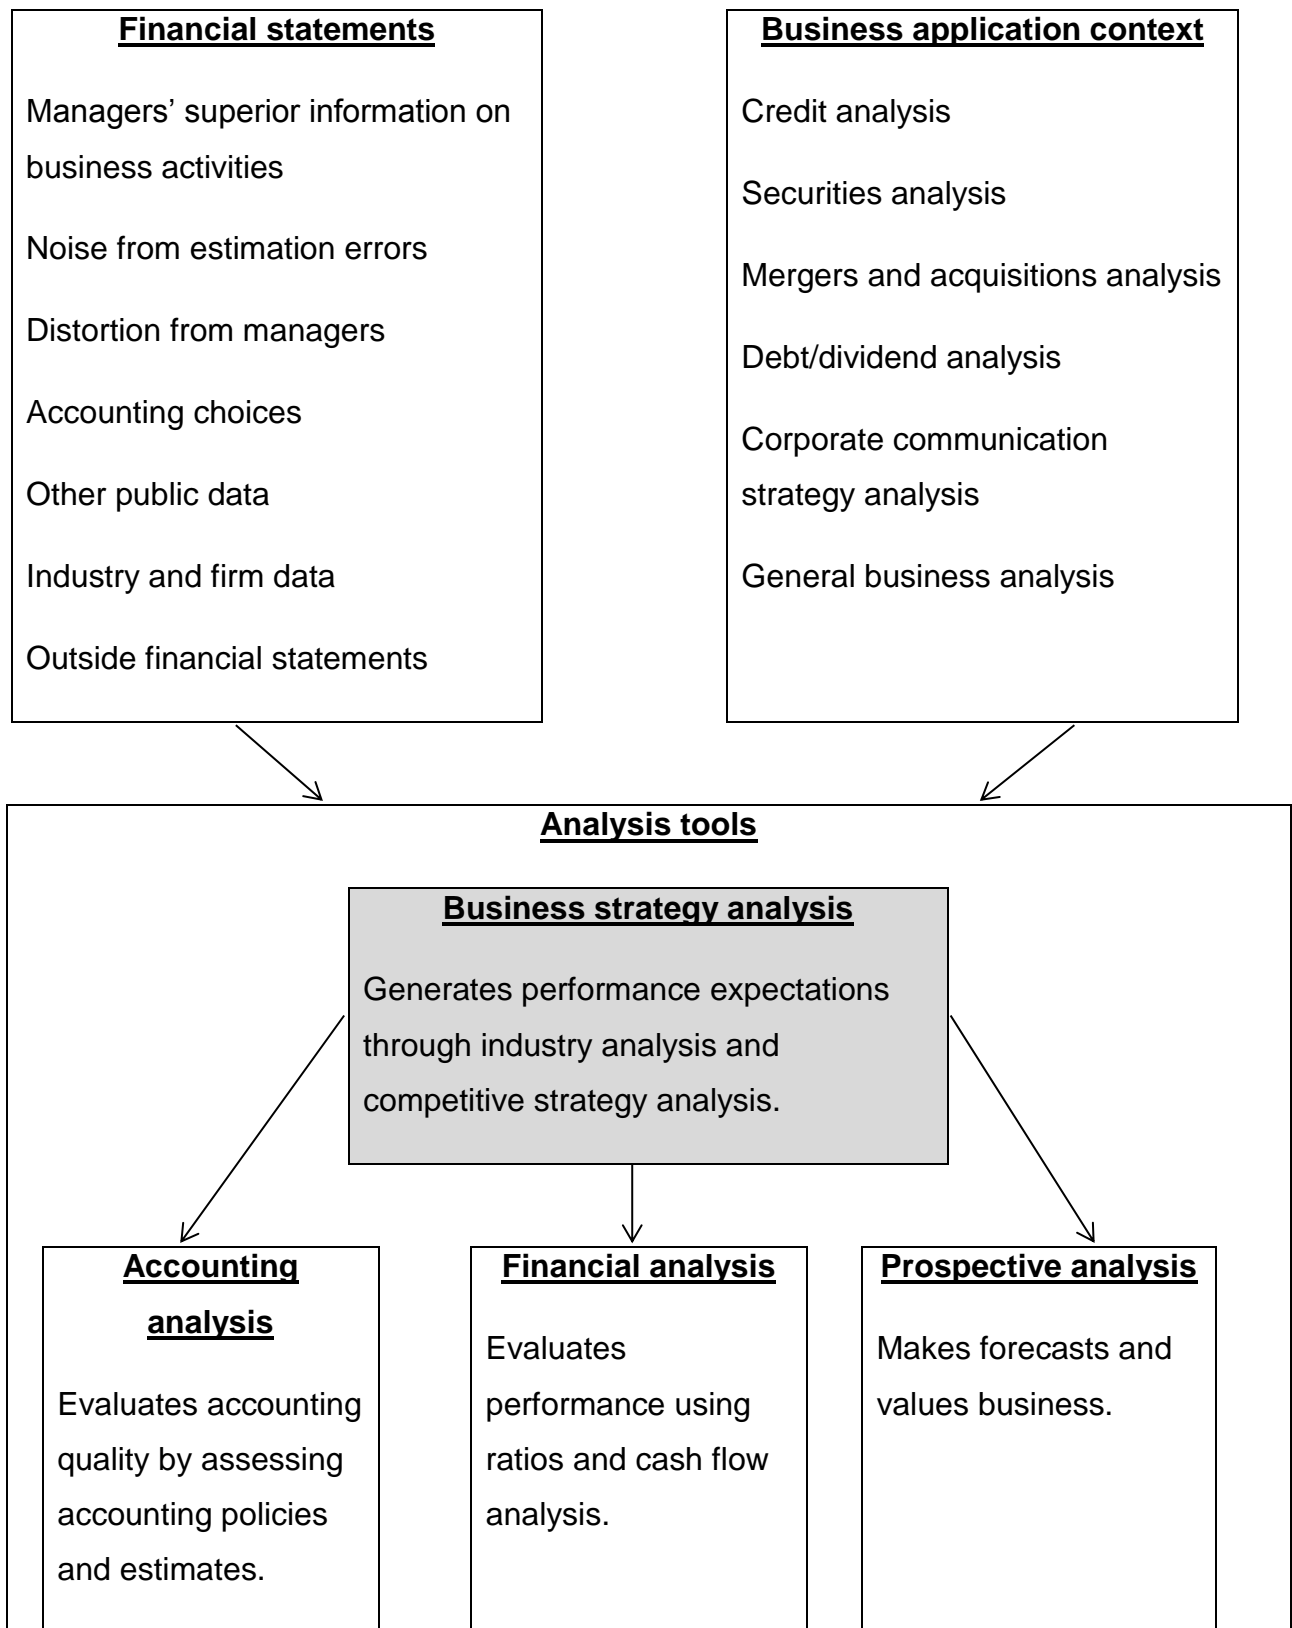 Financial statements
Managers’ superior information on
business activities
Noise from estimation errors
Distortion from managers
Accounting choices
Other public data
Industry and firm data
Outside financial statements
Business application context
Credit analysis
Securities analysis
Mergers and acquisitions analysis
Debt/dividend analysis
Corporate communication
strategy analysis
General business analysis
Analysis tools
Business strategy analysis
Generates performance expectations
through industry analysis and
competitive strategy analysis.
Accounting
analysis
Evaluates accounting
quality by assessing
accounting policies
and estimates.
Financial analysis
Evaluates
performance using
ratios and cash flow
analysis.
Prospective analysis
Makes forecasts and
values business.